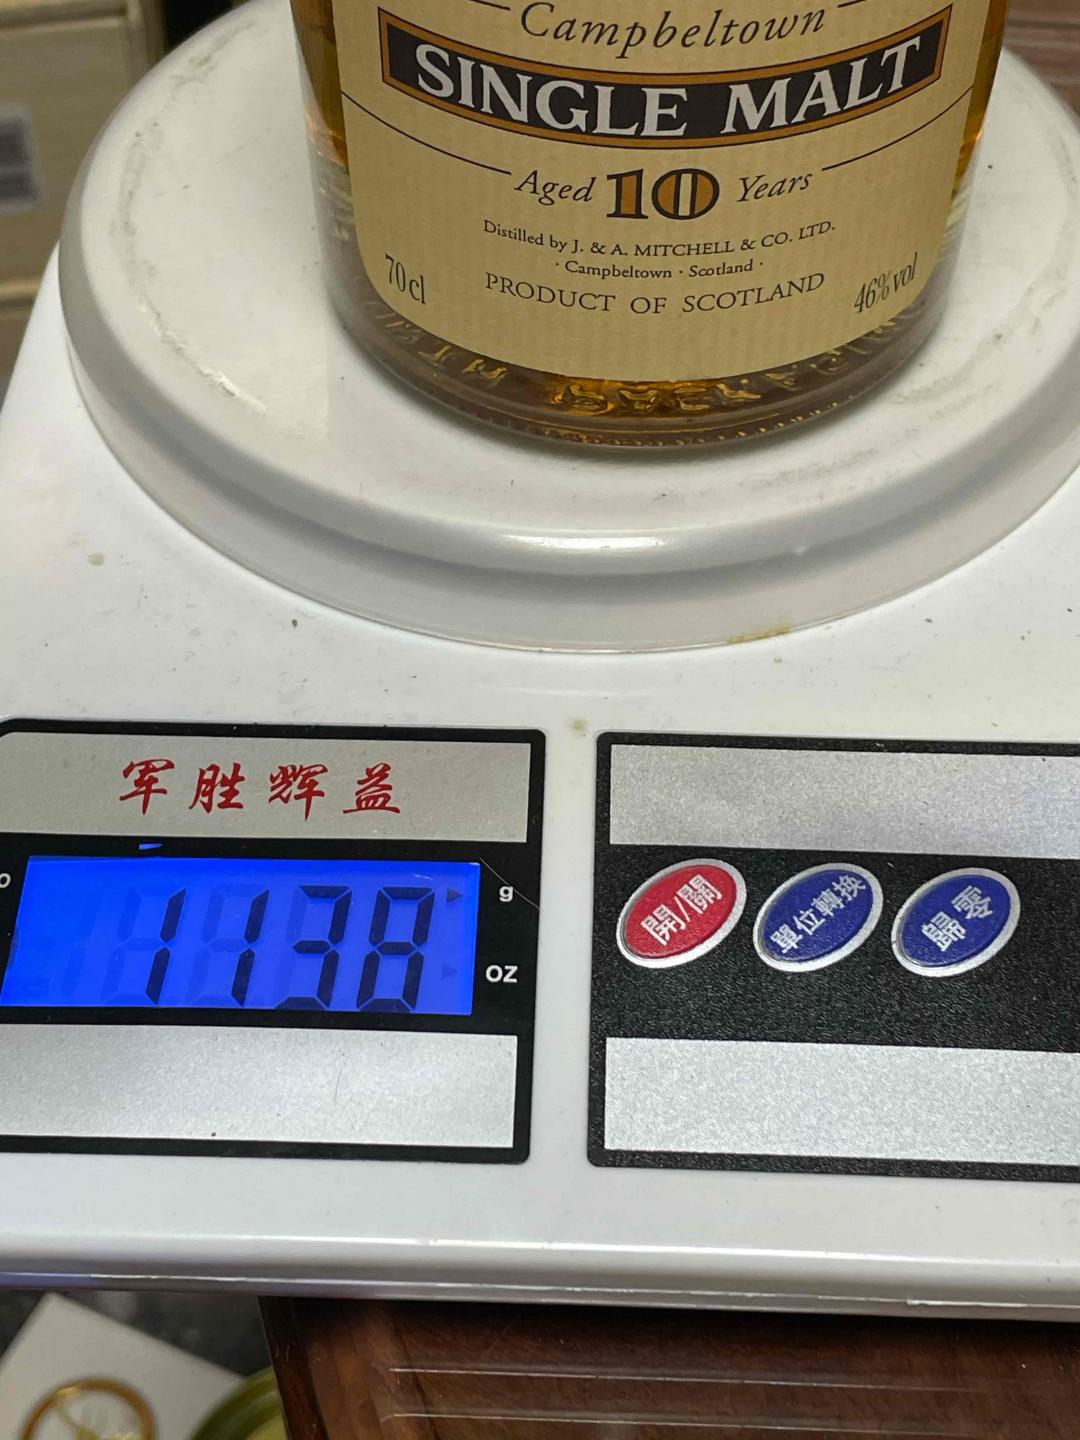 Campbeltown
SINGLE MALT
Aged 10 Years
Distilled by J. & A. MITCHELL & CO. LTD.
· Campbeltown · Scotland ·
PRODUCT OF SCOTLAND
70cl
46%vol
军胜辉益
1138
g
oz
開/關
單位轉換
歸零